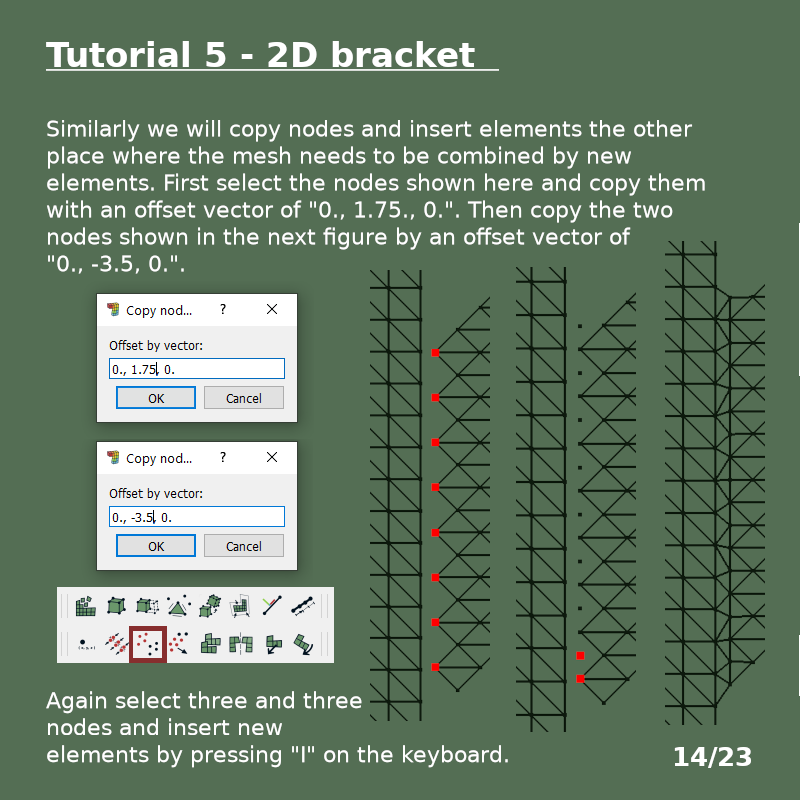 Tutorial 5 - 2D bracket
Similarly we will copy nodes and insert elements the other
place where the mesh needs to be combined by new
elements. First select the nodes shown here and copy them
with an offset vector of "0., 1.75., 0.". Then copy the two
nodes shown in the next figure by an offset vector of
"0., -3.5, 0.".
Copy nod... ?
Offset by vector:
0., 1.75, 0.
OK Cancel
Copy nod... ?
Offset by vector:
0., -3.5, 0.
OK Cancel
Again select three and three
nodes and insert new
elements by pressing "I" on the keyboard.
14/23